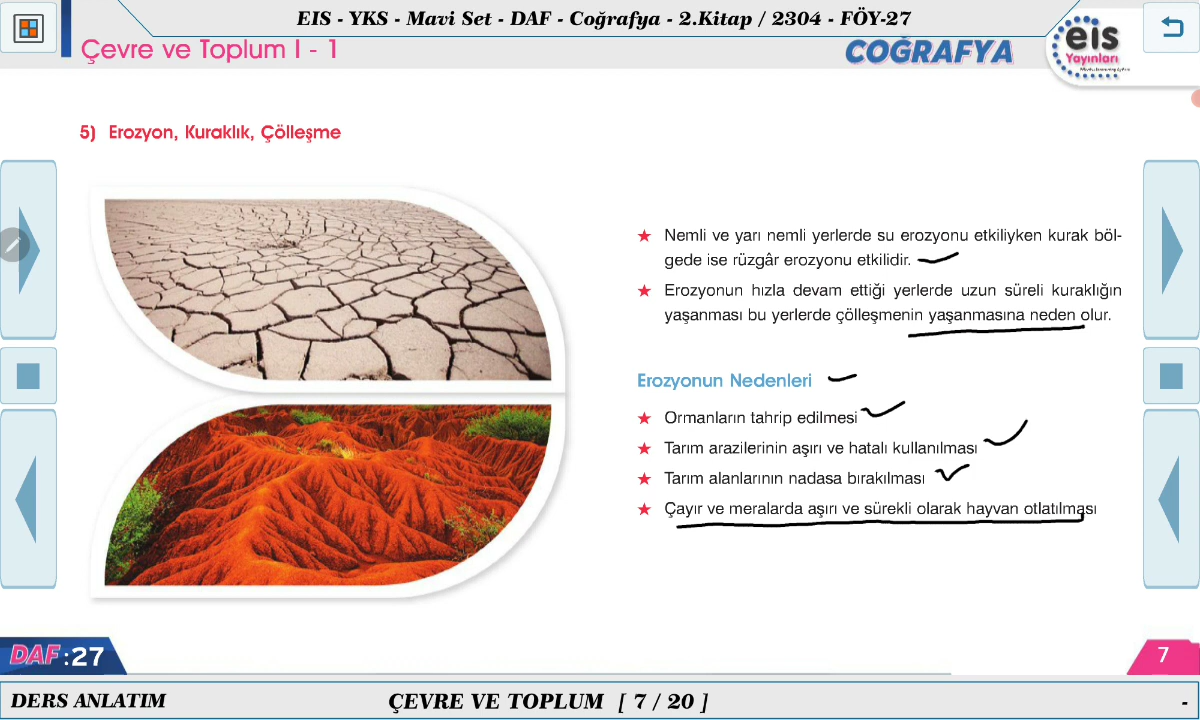 EIS - YKS - Mavi Set - DAF - Coğrafya - 2.Kitap / 2304 - FÖY-27
Çevre ve Toplum I - 1
COĞRAFYA
eis
Yayınları
5) Erozyon, Kuraklık, Çölleşme
★ Nemli ve yarı nemli yerlerde su erozyonu etkiliyken kurak böl-
gede ise rüzgâr erozyonu etkilidir.
★ Erozyonun hızla devam ettiği yerlerde uzun süreli kuraklığın
yaşanması bu yerlerde çölleşmenin yaşanmasına neden olur.
Erozyonun Nedenleri
★ Ormanların tahrip edilmesi
★ Tarım arazilerinin aşırı ve hatalı kullanılması
★ Tarım alanlarının nadasa bırakılması
★ Çayır ve meralarda aşırı ve sürekli olarak hayvan otlatılması
DAF:27
7
DERS ANLATIM
ÇEVRE VE TOPLUM [ 7 / 20 ]
-